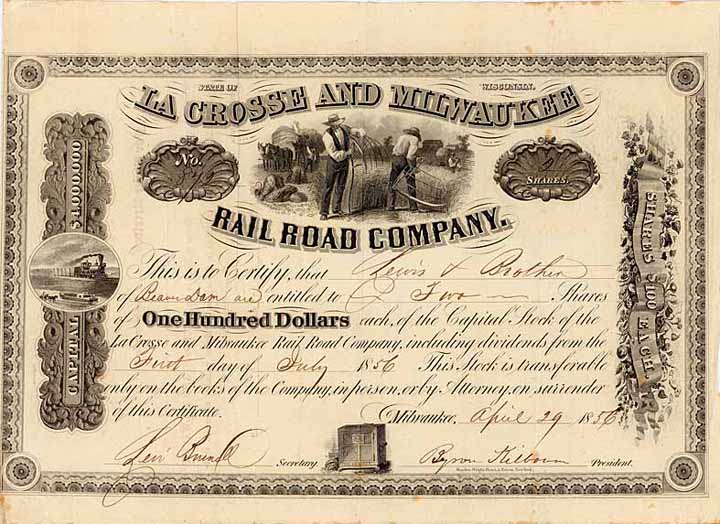 STATE OF WISCONSIN.
LA CROSSE AND MILWAUKEE
No.
2
SHARES.
RAIL ROAD COMPANY.
CAPITAL $4,000,000
SHARES $100 EACH
This is to Certify, that Lewis & Brother
of Beaver Dam are entitled to Two Shares
of One Hundred Dollars each, of the Capital Stock of the
La Crosse and Milwaukee Rail Road Company, including dividends from the
First day of July 1856 This Stock is transferable
only on the books of the Company, in person, or by Attorney, on surrender
of this Certificate. Milwaukee, April 29 1856
Levi Burnell Secretary. Byron Kilbourn President.